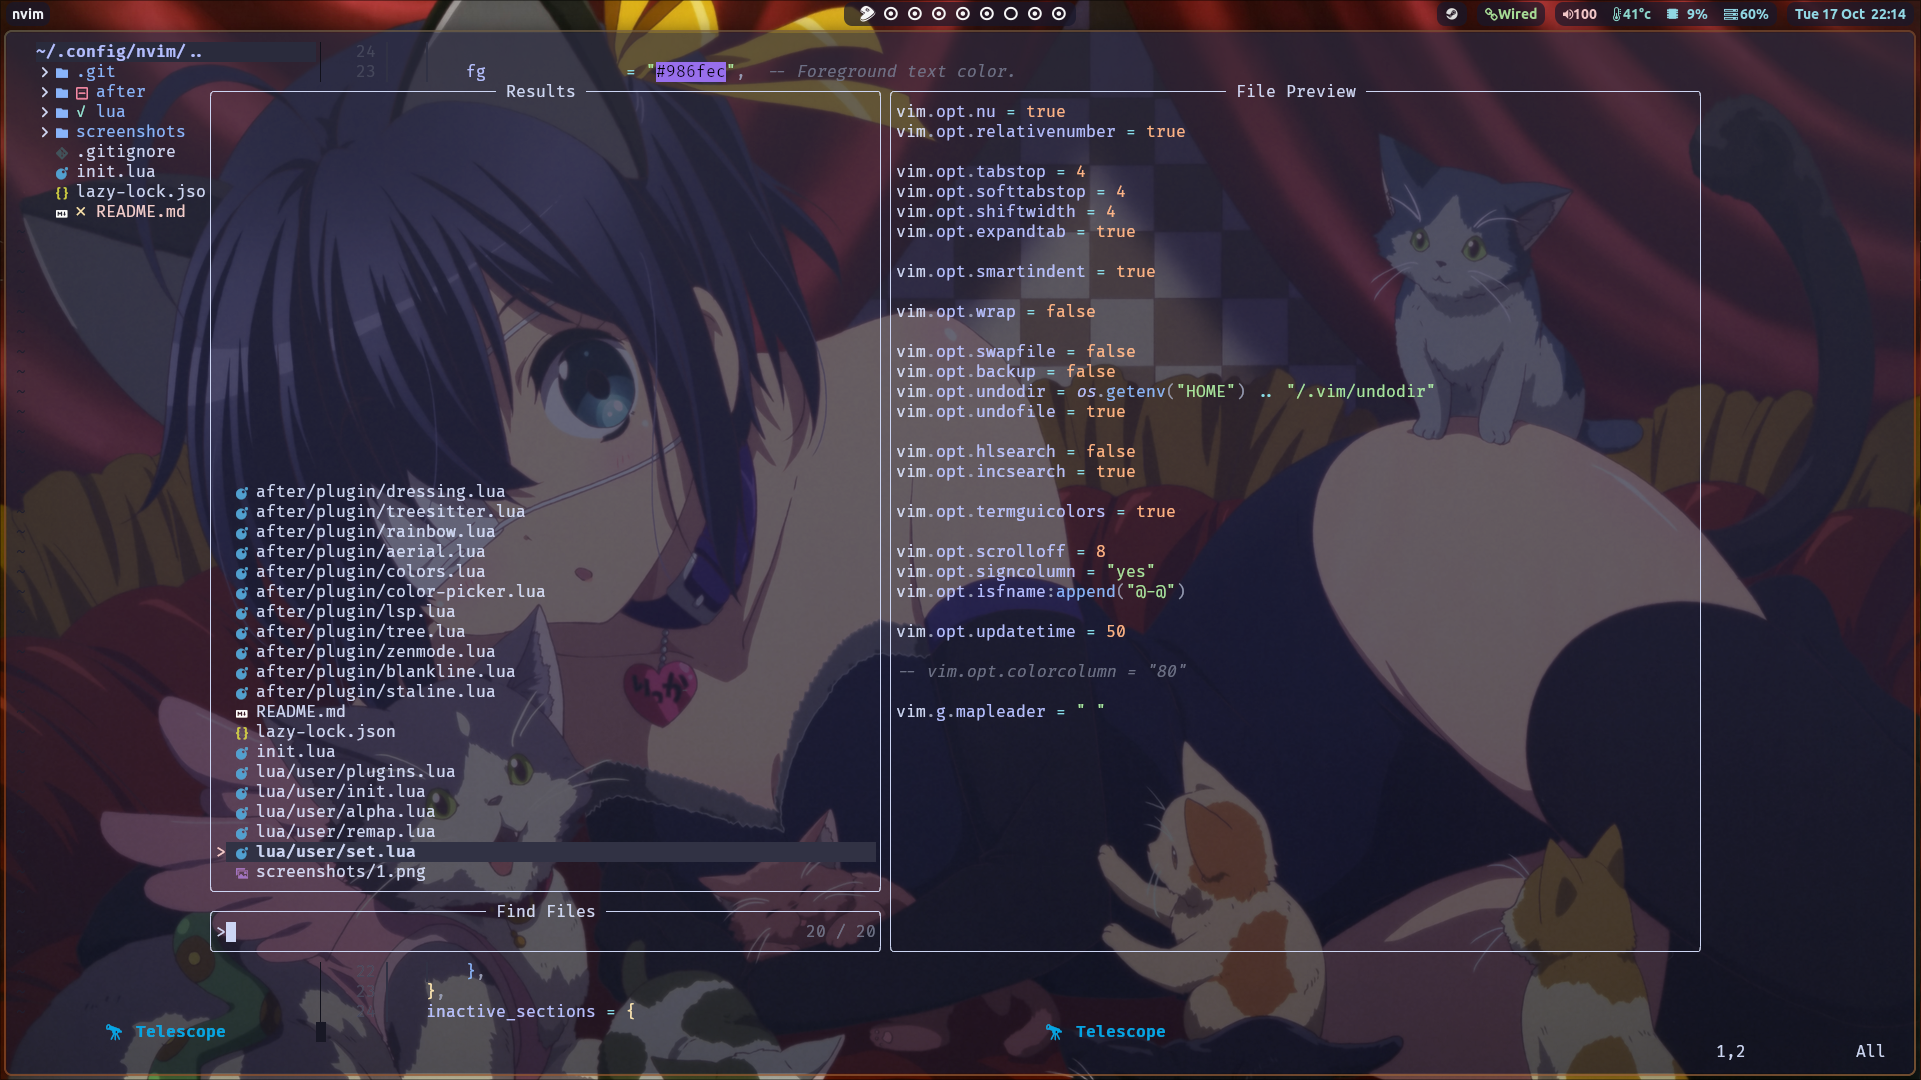 nvim
Wired
100
41°c
9%
60%
Tue 17 Oct 22:14
~/.config/nvim/..
.git
after
lua
screenshots
.gitignore
init.lua
lazy-lock.jso
README.md
24
23 fg = "#986fec", -- Foreground text color.
Results
after/plugin/dressing.lua
after/plugin/treesitter.lua
after/plugin/rainbow.lua
after/plugin/aerial.lua
after/plugin/colors.lua
after/plugin/color-picker.lua
after/plugin/lsp.lua
after/plugin/tree.lua
after/plugin/zenmode.lua
after/plugin/blankline.lua
after/plugin/staline.lua
README.md
lazy-lock.json
init.lua
lua/user/plugins.lua
lua/user/init.lua
lua/user/alpha.lua
lua/user/remap.lua
> lua/user/set.lua
screenshots/1.png
Find Files
> 20 / 20
File Preview
vim.opt.nu = true
vim.opt.relativenumber = true
vim.opt.tabstop = 4
vim.opt.softtabstop = 4
vim.opt.shiftwidth = 4
vim.opt.expandtab = true
vim.opt.smartindent = true
vim.opt.wrap = false
vim.opt.swapfile = false
vim.opt.backup = false
vim.opt.undodir = os.getenv("HOME") .. "/.vim/undodir"
vim.opt.undofile = true
vim.opt.hlsearch = false
vim.opt.incsearch = true
vim.opt.termguicolors = true
vim.opt.scrolloff = 8
vim.opt.signcolumn = "yes"
vim.opt.isfname:append("@-@")
vim.opt.updatetime = 50
-- vim.opt.colorcolumn = "80"
vim.g.mapleader = " "
りっか
22 },
23 },
24 inactive_sections = {
Telescope
Telescope
1,2
All